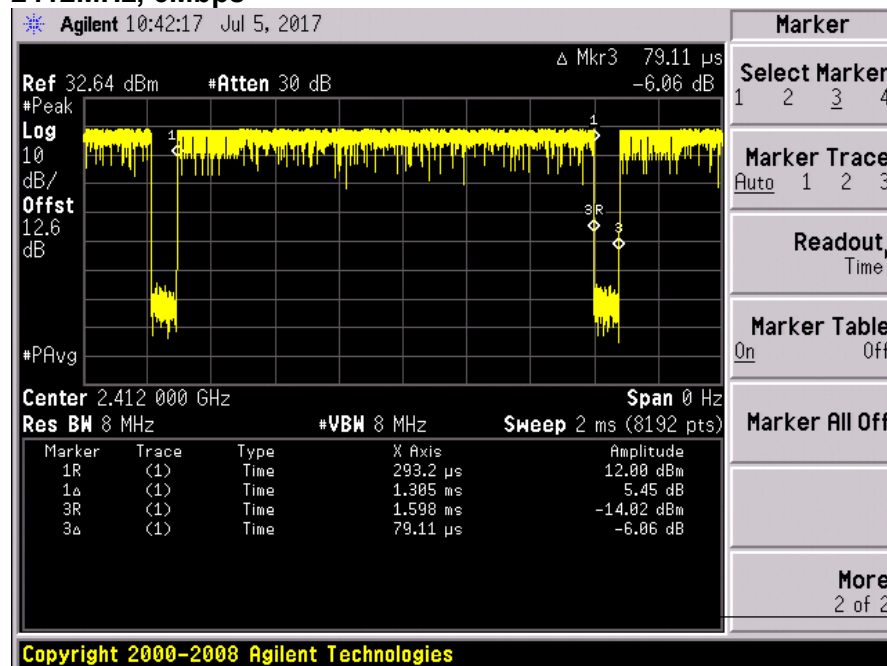 Agilent 10:42:17 Jul 5, 2017
Marker
Δ Mkr3 79.11 µs
Ref 32.64 dBm #Atten 30 dB -6.06 dB
#Peak
Log
10
dB/
Offst
12.6
dB
#PAvg
1
1
3R
3
Center 2.412 000 GHz Span 0 Hz
Res BW 8 MHz #VBW 8 MHz Sweep 2 ms (8192 pts)
Marker Trace Type X Axis Amplitude
1R (1) Time 293.2 µs 12.00 dBm
1Δ (1) Time 1.305 ms 5.45 dB
3R (1) Time 1.598 ms -14.02 dBm
3Δ (1) Time 79.11 µs -6.06 dB
Select Marker
1 2 3 4
Marker Trace
Auto 1 2 3
Readout
Time
Marker Table
On Off
Marker All Off
More
2 of 2
Copyright 2000-2008 Agilent Technologies